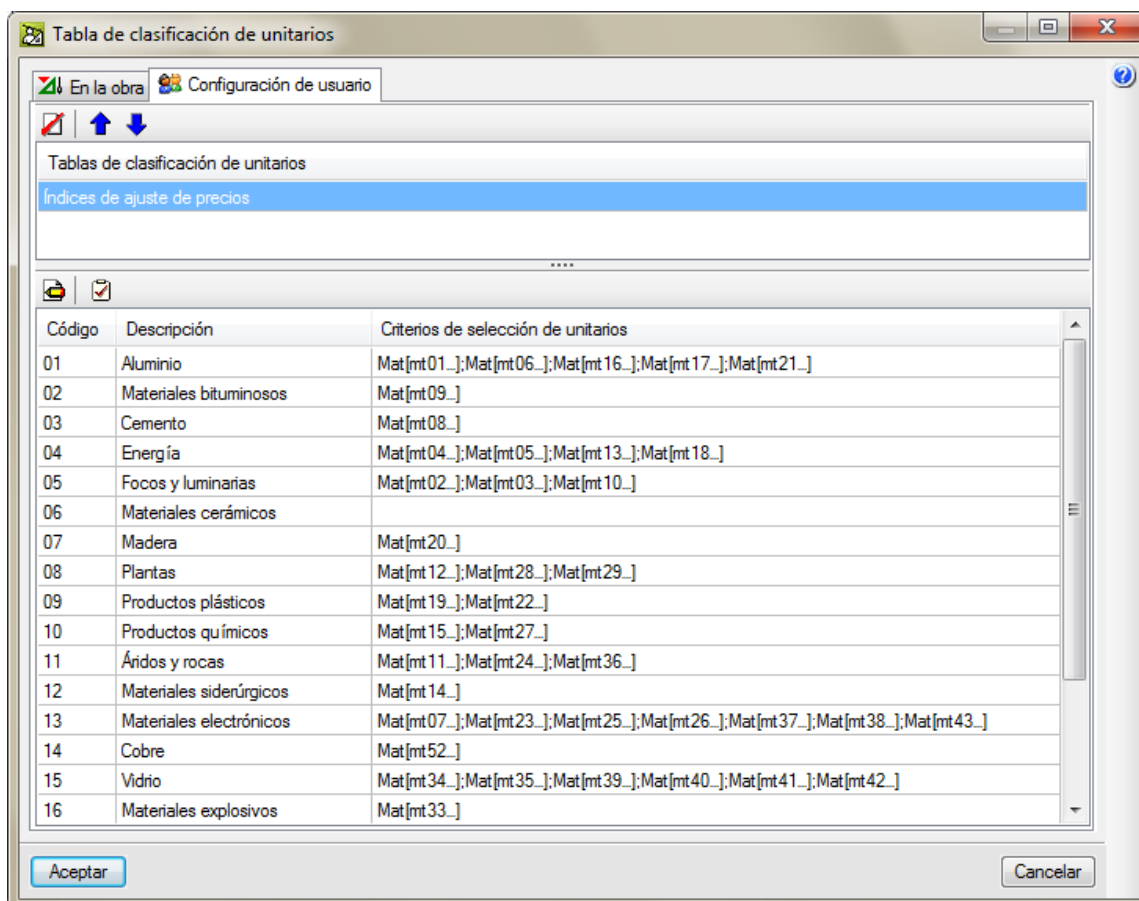 Tabla de clasificación de unitarios
En la obra Configuración de usuario
Tablas de clasificación de unitarios
Índices de ajuste de precios
Código Descripción Criterios de selección de unitarios
01 Aluminio Mat[mt01...];Mat[mt06...];Mat[mt16...];Mat[mt17...];Mat[mt21...]
02 Materiales bituminosos Mat[mt09...]
03 Cemento Mat[mt08...]
04 Energía Mat[mt04...];Mat[mt05...];Mat[mt13...];Mat[mt18...]
05 Focos y luminarias Mat[mt02...];Mat[mt03...];Mat[mt10...]
06 Materiales cerámicos
07 Madera Mat[mt20...]
08 Plantas Mat[mt12...];Mat[mt28...];Mat[mt29...]
09 Productos plásticos Mat[mt19...];Mat[mt22...]
10 Productos químicos Mat[mt15...];Mat[mt27...]
11 Áridos y rocas Mat[mt11...];Mat[mt24...];Mat[mt36...]
12 Materiales siderúrgicos Mat[mt14...]
13 Materiales electrónicos Mat[mt07...];Mat[mt23...];Mat[mt25...];Mat[mt26...];Mat[mt37...];Mat[mt38...];Mat[mt43...]
14 Cobre Mat[mt52...]
15 Vidrio Mat[mt34...];Mat[mt35...];Mat[mt39...];Mat[mt40...];Mat[mt41...];Mat[mt42...]
16 Materiales explosivos Mat[mt33...]
Aceptar Cancelar